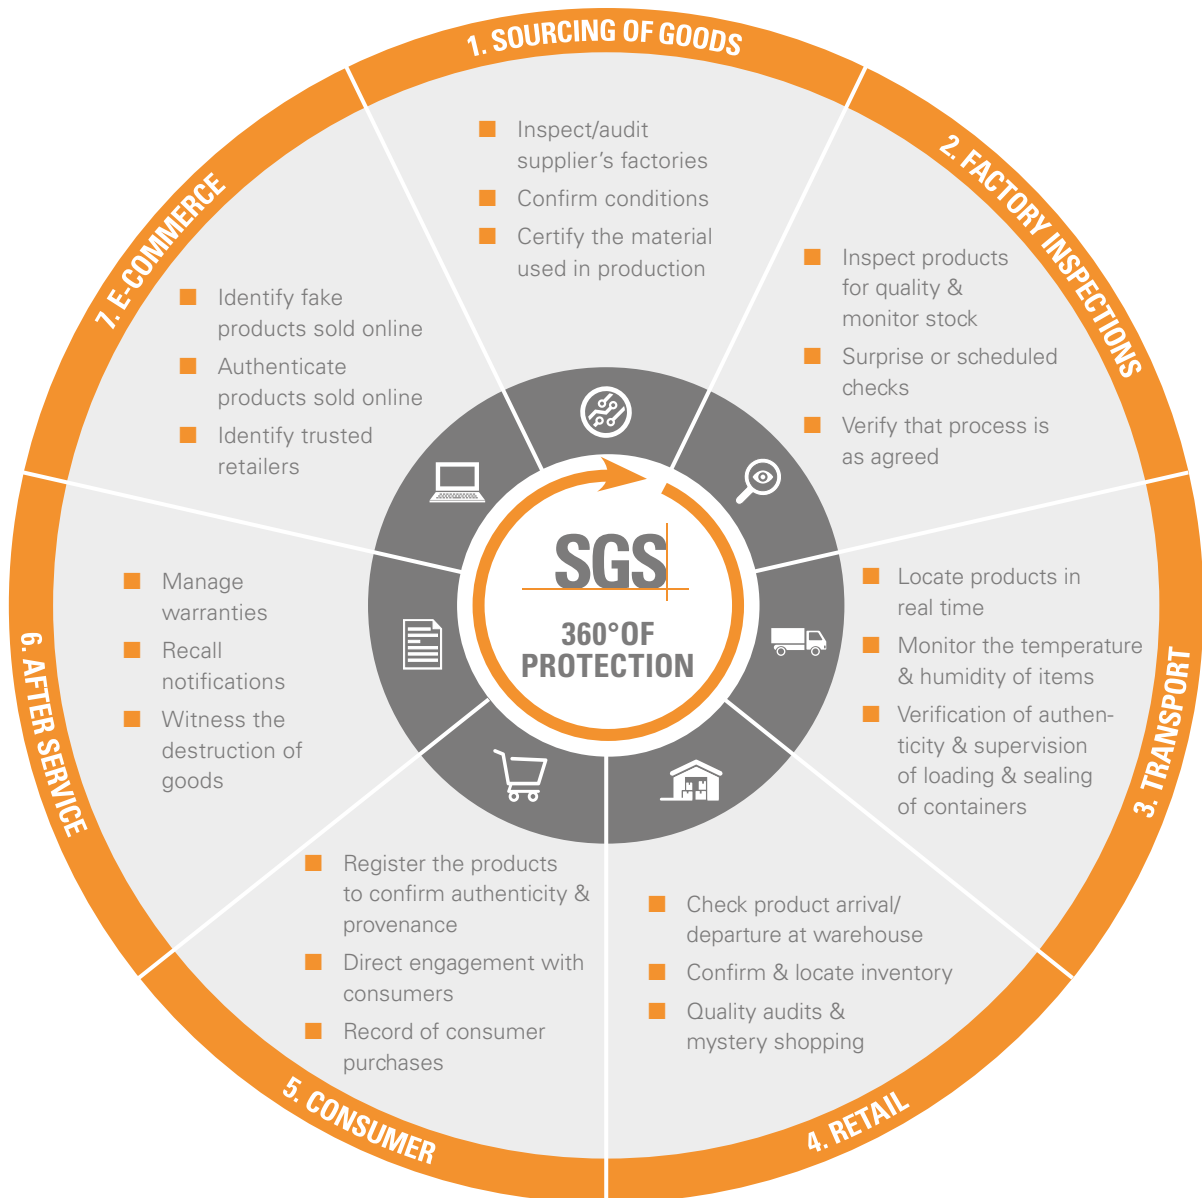 1. SOURCING OF GOODS
Inspect/audit
supplier's factories
Confirm conditions
Certify the material
used in production
2. FACTORY INSPECTIONS
Inspect products
for quality &
monitor stock
Surprise or scheduled
checks
Verify that process is
as agreed
3. TRANSPORT
Locate products in
real time
Monitor the temperature
& humidity of items
Verification of authen-
ticity & supervision
of loading & sealing
of containers
4. RETAIL
Check product arrival/
departure at warehouse
Confirm & locate inventory
Quality audits &
mystery shopping
5. CONSUMER
Register the products
to confirm authenticity &
provenance
Direct engagement with
consumers
Record of consumer
purchases
6. AFTER SERVICE
Manage
warranties
Recall
notifications
Witness the
destruction of
goods
7. E-COMMERCE
Identify fake
products sold online
Authenticate
products sold online
Identify trusted
retailers
SGS
360°OF
PROTECTION